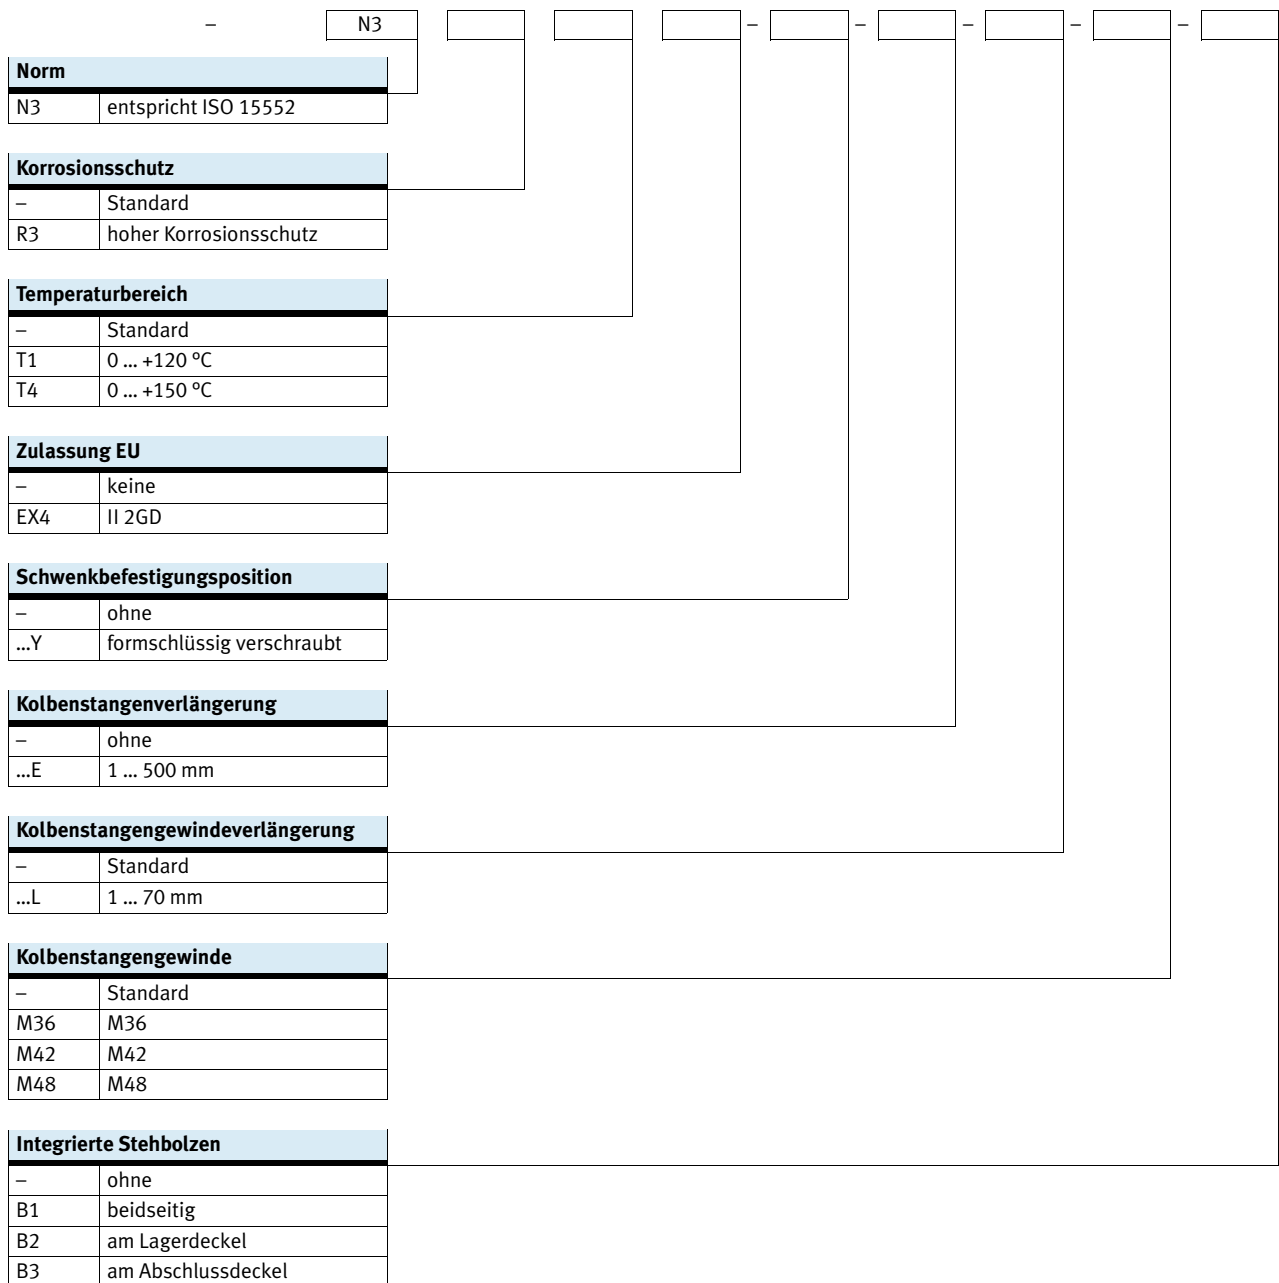 – N3 – – – – –
Norm
N3 entspricht ISO 15552
Korrosionsschutz
– Standard
R3 hoher Korrosionsschutz
Temperaturbereich
– Standard
T1 0 ... +120 °C
T4 0 ... +150 °C
Zulassung EU
– keine
EX4 II 2GD
Schwenkbefestigungsposition
– ohne
...Y formschlüssig verschraubt
Kolbenstangenverlängerung
– ohne
...E 1 ... 500 mm
Kolbenstangengewindeverlängerung
– Standard
...L 1 ... 70 mm
Kolbenstangengewinde
– Standard
M36 M36
M42 M42
M48 M48
Integrierte Stehbolzen
– ohne
B1 beidseitig
B2 am Lagerdeckel
B3 am Abschlussdeckel